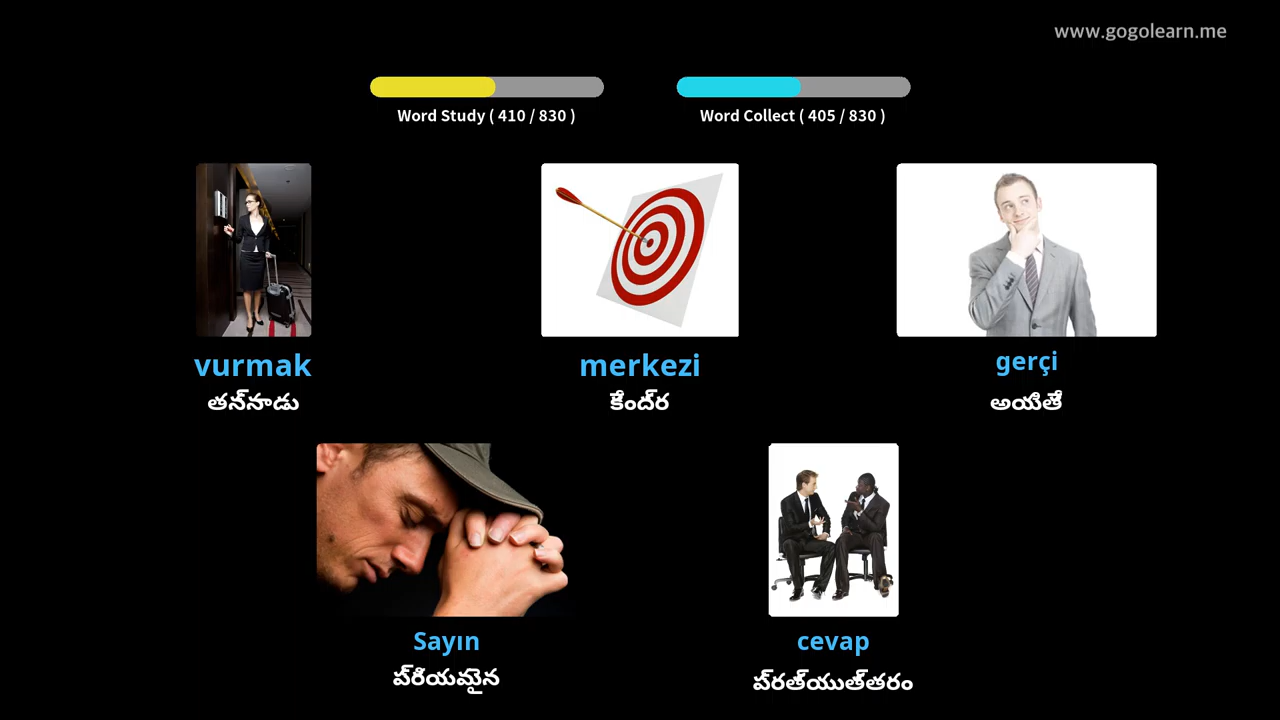 www.gogolearn.me
Word Study ( 410 / 830 )
Word Collect ( 405 / 830 )
vurmak
తన్నాడు
merkezi
కేంద్ర
gerçi
అయితే
Sayın
ప్రియమైన
cevap
ప్రత్యుత్తరం